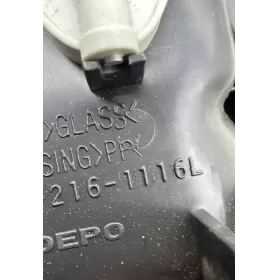 >GLASS<
SING>PP<
216-1116L
DEPO